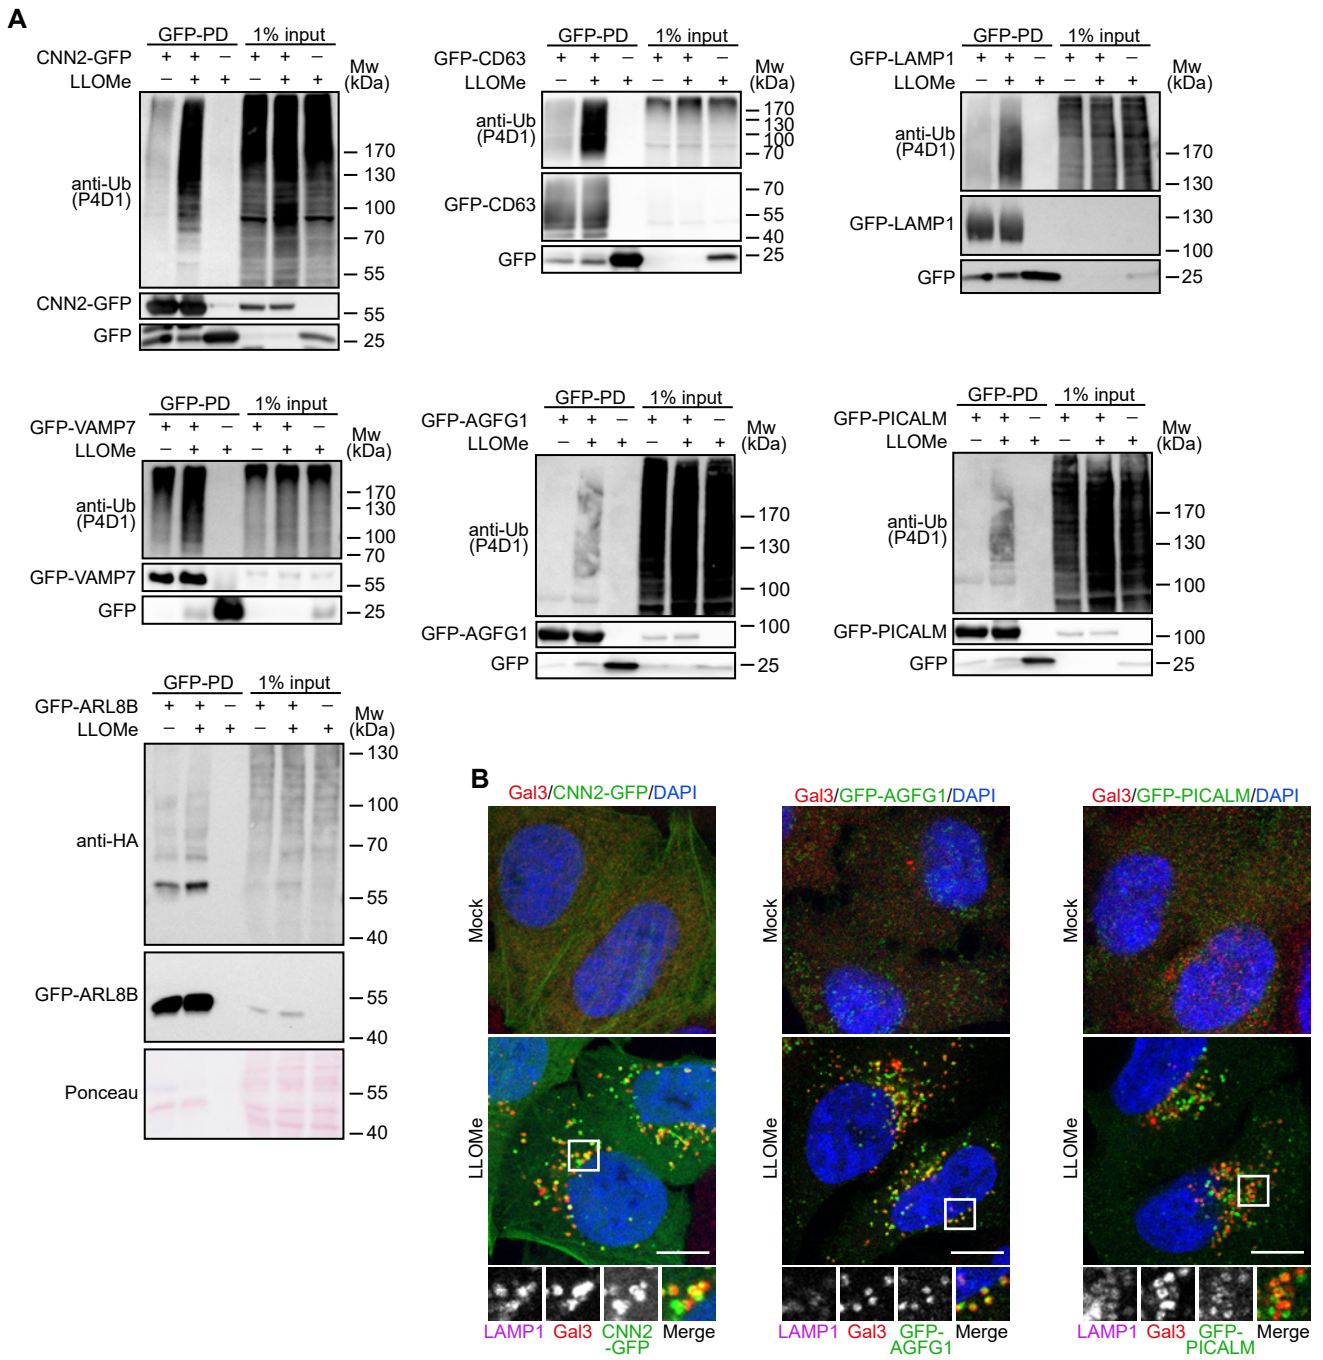 A
GFP-PD 1% input
CNN2-GFP + + – + + –
LLOMe – + + – + +
Mw
(kDa)
anti-Ub
(P4D1)
170
130
100
70
55
CNN2-GFP
55
GFP
25
GFP-PD 1% input
GFP-CD63 + + – + + –
LLOMe – + + – + +
Mw
(kDa)
anti-Ub
(P4D1)
170
130
100
70
GFP-CD63
70
55
40
GFP
25
GFP-PD 1% input
GFP-LAMP1 + + – + + –
LLOMe – + + – + +
Mw
(kDa)
anti-Ub
(P4D1)
170
130
GFP-LAMP1
130
100
GFP
25
GFP-PD 1% input
GFP-VAMP7 + + – + + –
LLOMe – + + – + +
Mw
(kDa)
anti-Ub
(P4D1)
170
130
100
70
GFP-VAMP7
55
GFP
25
GFP-PD 1% input
GFP-AGFG1 + + – + + –
LLOMe – + + – + +
Mw
(kDa)
anti-Ub
(P4D1)
170
130
100
GFP-AGFG1
100
GFP
25
GFP-PD 1% input
GFP-PICALM + + – + + –
LLOMe – + + – + +
Mw
(kDa)
anti-Ub
(P4D1)
170
130
100
GFP-PICALM
100
GFP
25
GFP-PD 1% input
GFP-ARL8B + + – + + –
LLOMe – + + – + +
Mw
(kDa)
anti-HA
130
100
70
55
40
GFP-ARL8B
55
40
Ponceau
55
40
B
Gal3/CNN2-GFP/DAPI
Mock
LLOMe
LAMP1 Gal3 CNN2 Merge
-GFP
Gal3/GFP-AGFG1/DAPI
Mock
LLOMe
LAMP1 Gal3 GFP- Merge
AGFG1
Gal3/GFP-PICALM/DAPI
Mock
LLOMe
LAMP1 Gal3 GFP- Merge
PICALM